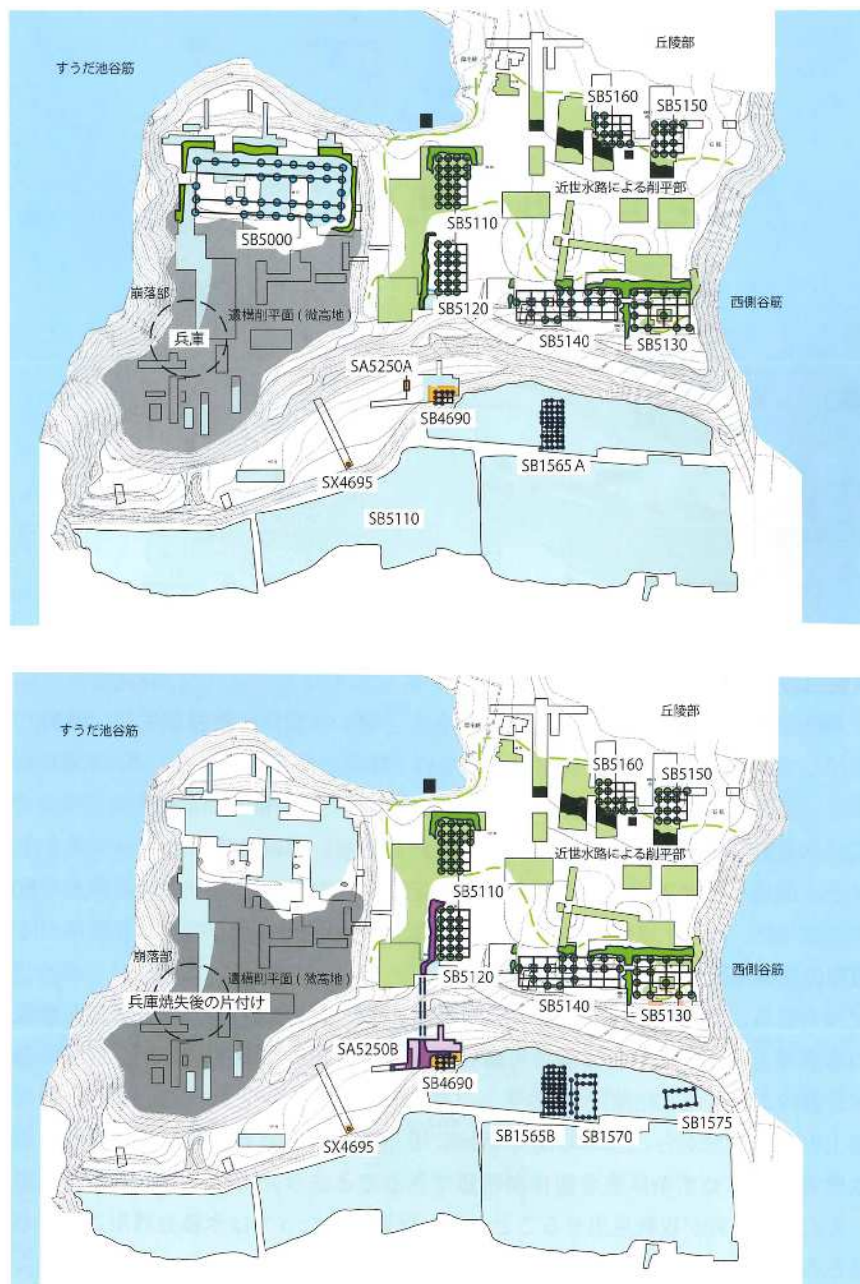 すうだ池谷筋
丘陵部
SB5160
SB5150
近世水路による削平部
SB5110
SB5000
崩落部
遺構削平面(微高地)
SB5120
西側谷筋
兵庫
SB5140
SB5130
SA5250A
SB4690
SX4695
SB1565A
SB5110
すうだ池谷筋
丘陵部
SB5160
SB5150
近世水路による削平部
SB5110
崩落部
遺構削平面(微高地)
SB5120
西側谷筋
兵庫焼失後の片付け
SB5140
SB5130
SA5250B
SB4690
SX4695
SB1565B
SB1570
SB1575